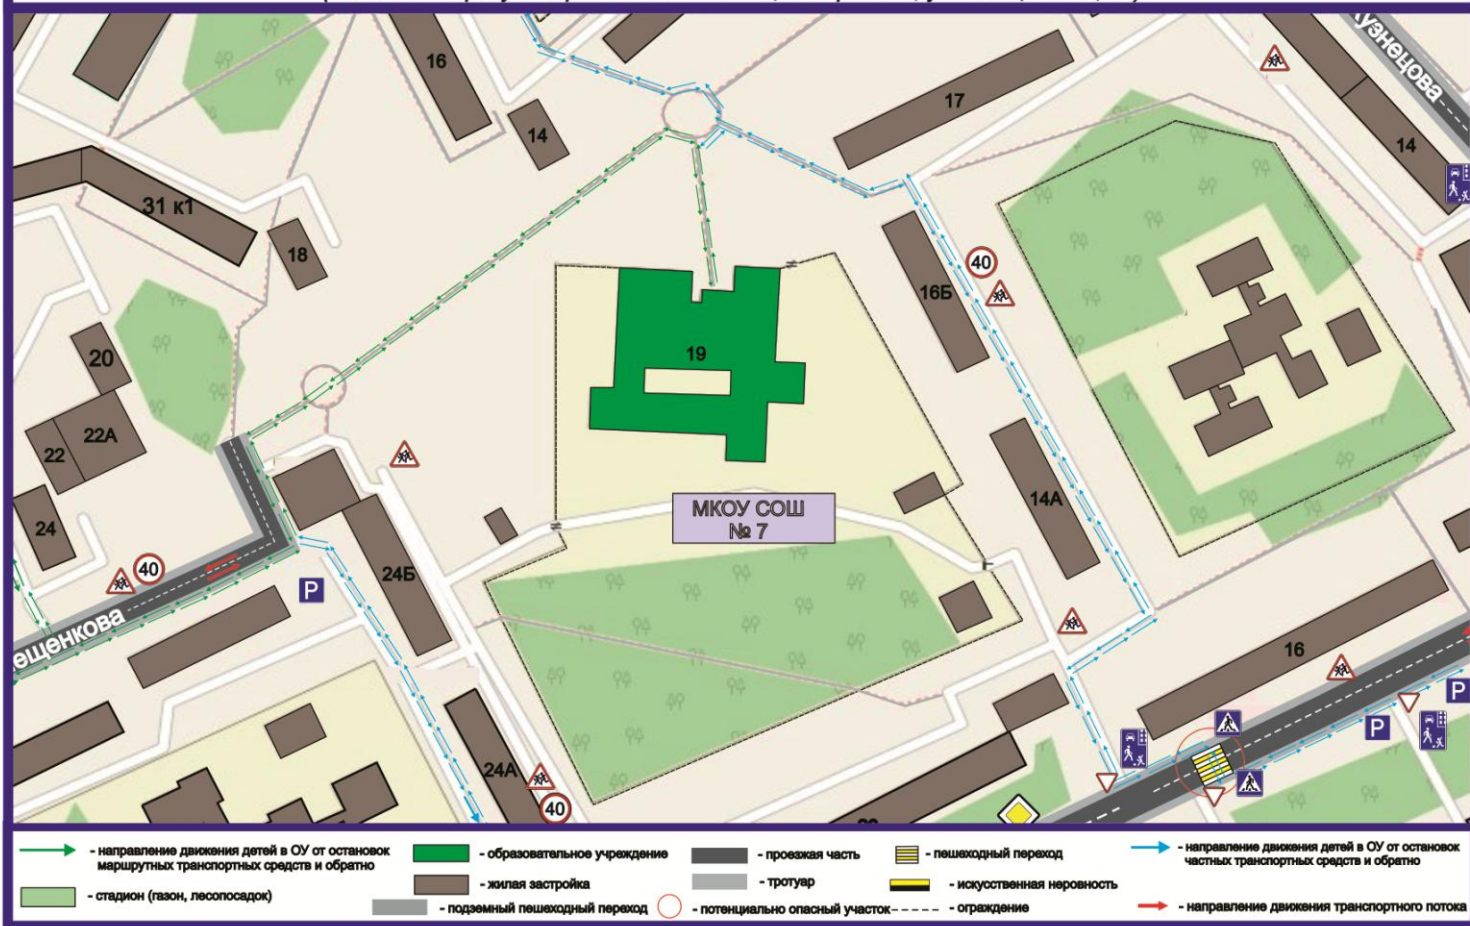 16
17
14
Кузнецова
14
31 к1
18
40
16Б
20
19
22А
22
24
14А
МКОУ СОШ
№ 7
40
24Б
P
ещенкова
16
P
P
24А
40
- направление движения детей в ОУ от остановок
маршрутных транспортных средств и обратно
- образовательное учреждение
- проезжая часть
- пешеходный переход
- направление движения детей в ОУ от остановок
частных транспортных средств и обратно
- жилая застройка
- тротуар
- искусственная неровность
- стадион (газон, лесопосадок)
- подземный пешеходный переход
- потенциально опасный участок
- ограждение
- направление движения транспортного потока